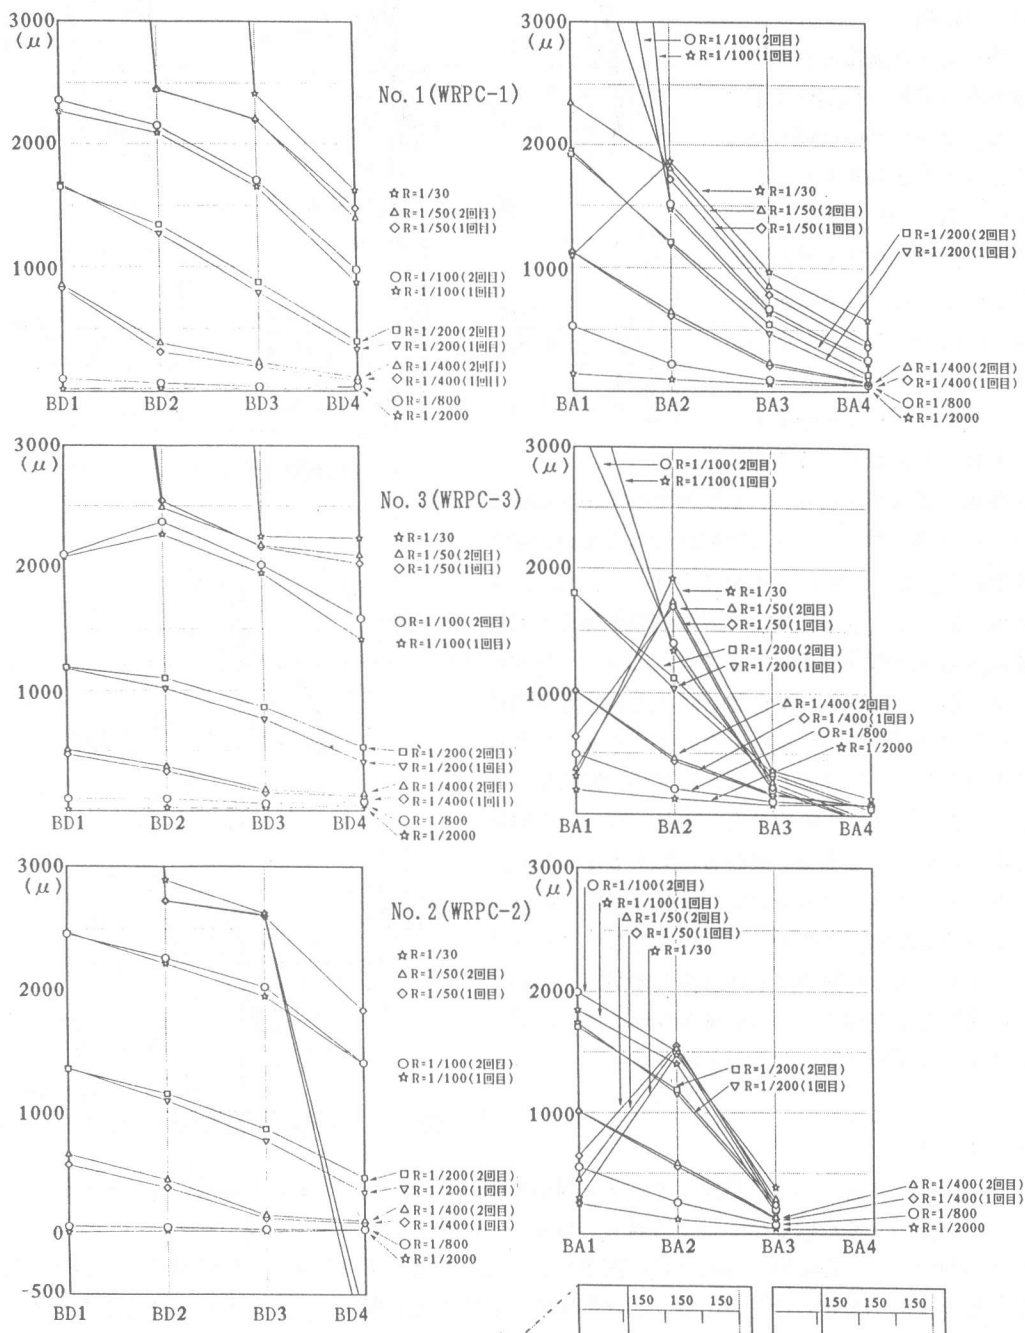 3000
(μ)
2000
1000
BD1 BD2 BD3 BD4
No.1(WRPC-1)
☆R=1/30
△R=1/50(2回目)
◇R=1/50(1回目)
○R=1/100(2回目)
☆R=1/100(1回目)
□R=1/200(2回目)
▽R=1/200(1回目)
△R=1/400(2回目)
◇R=1/400(1回目)
○R=1/800
☆R=1/2000
3000
(μ)
2000
1000
BA1 BA2 BA3 BA4
○R=1/100(2回目)
☆R=1/100(1回目)
☆R=1/30
△R=1/50(2回目)
◇R=1/50(1回目)
□R=1/200(2回目)
▽R=1/200(1回目)
△R=1/400(2回目)
◇R=1/400(1回目)
○R=1/800
☆R=1/2000
3000
(μ)
2000
1000
BD1 BD2 BD3 BD4
No.3(WRPC-3)
☆R=1/30
△R=1/50(2回目)
◇R=1/50(1回目)
○R=1/100(2回目)
☆R=1/100(1回目)
□R=1/200(2回目)
▽R=1/200(1回目)
△R=1/400(2回目)
◇R=1/400(1回目)
○R=1/800
☆R=1/2000
3000
(μ)
2000
1000
BA1 BA2 BA3 BA4
○R=1/100(2回目)
☆R=1/100(1回目)
☆R=1/30
△R=1/50(2回目)
◇R=1/50(1回目)
□R=1/200(2回目)
▽R=1/200(1回目)
△R=1/400(2回目)
◇R=1/400(1回目)
○R=1/800
☆R=1/2000
3000
(μ)
2000
1000
0
-500
BD1 BD2 BD3 BD4
No.2(WRPC-2)
☆R=1/30
△R=1/50(2回目)
◇R=1/50(1回目)
○R=1/100(2回目)
☆R=1/100(1回目)
□R=1/200(2回目)
▽R=1/200(1回目)
△R=1/400(2回目)
◇R=1/400(1回目)
○R=1/800
☆R=1/2000
3000
(μ)
2000
1000
BA1 BA2 BA3 BA4
○R=1/100(2回目)
☆R=1/100(1回目)
△R=1/50(2回目)
◇R=1/50(1回目)
☆R=1/30
□R=1/200(2回目)
▽R=1/200(1回目)
△R=1/400(2回目)
◇R=1/400(1回目)
○R=1/800
☆R=1/2000
150 150 150
150 150 150